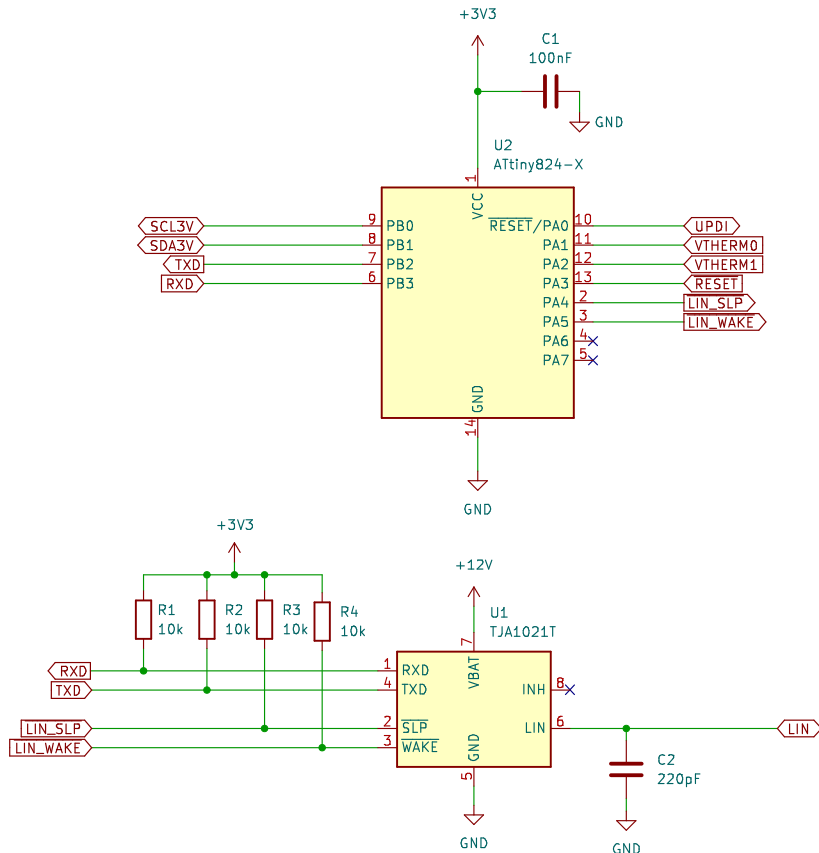 +3V3
C1
100nF
GND
U2
ATtiny824-X
1
VCC
SCL3V 9 PB0 RESET/PA0 10 UPDI
SDA3V 8 PB1 PA1 11 VTHERM0
TXD 7 PB2 PA2 12 VTHERM1
RXD 6 PB3 PA3 13 RESET
PA4 2 LIN_SLP
PA5 3 LIN_WAKE
PA6 4
PA7 5
GND
14
GND
+3V3
+12V
R1 R2 R3 R4
10k 10k 10k 10k
U1
TJA1021T
7
VBAT
RXD 1 RXD
TXD 4 TXD INH 8
LIN_SLP 2 SLP LIN 6 LIN
LIN_WAKE 3 WAKE
GND
5
GND
C2
220pF
GND